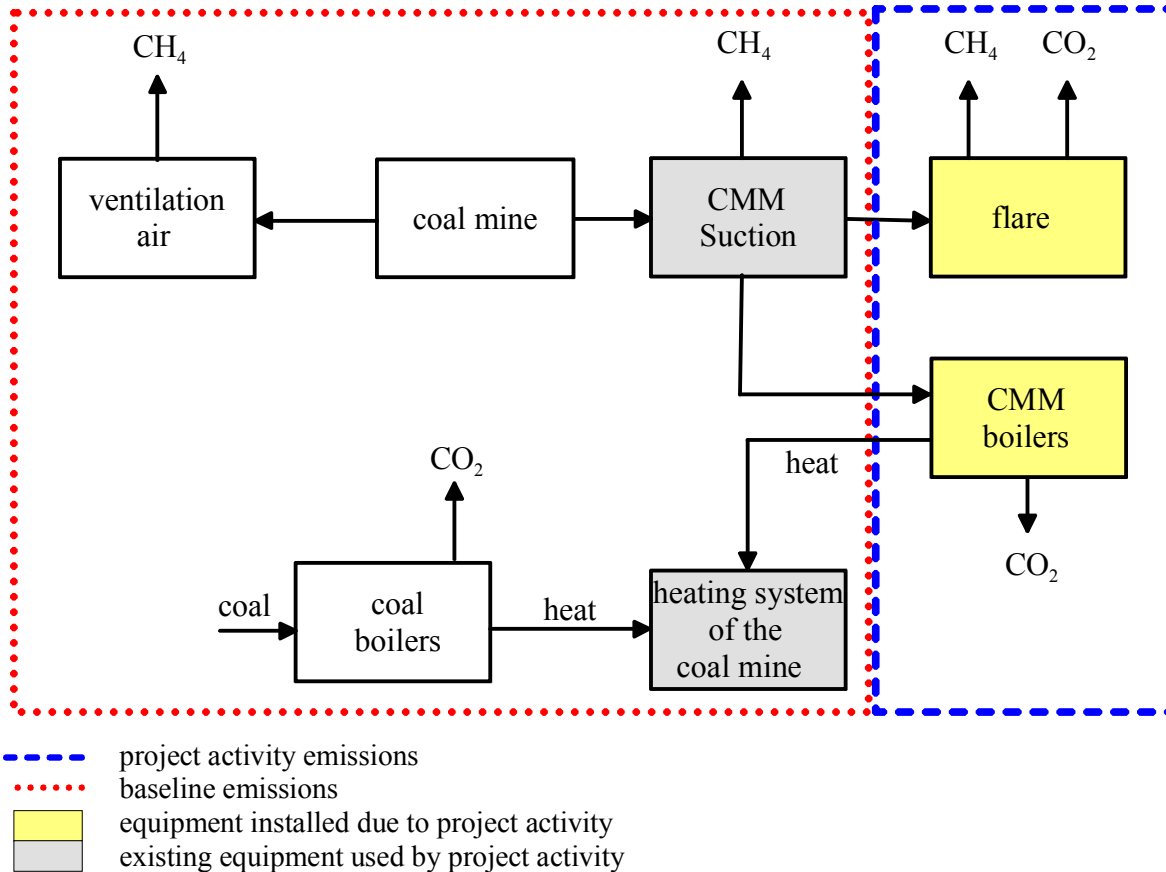 CH₄
CH₄
CH₄
CO₂
ventilation
air
coal mine
CMM
Suction
flare
CMM
boilers
heat
CO₂
CO₂
coal
coal
boilers
heat
heating system
of the
coal mine
project activity emissions
baseline emissions
equipment installed due to project activity
existing equipment used by project activity